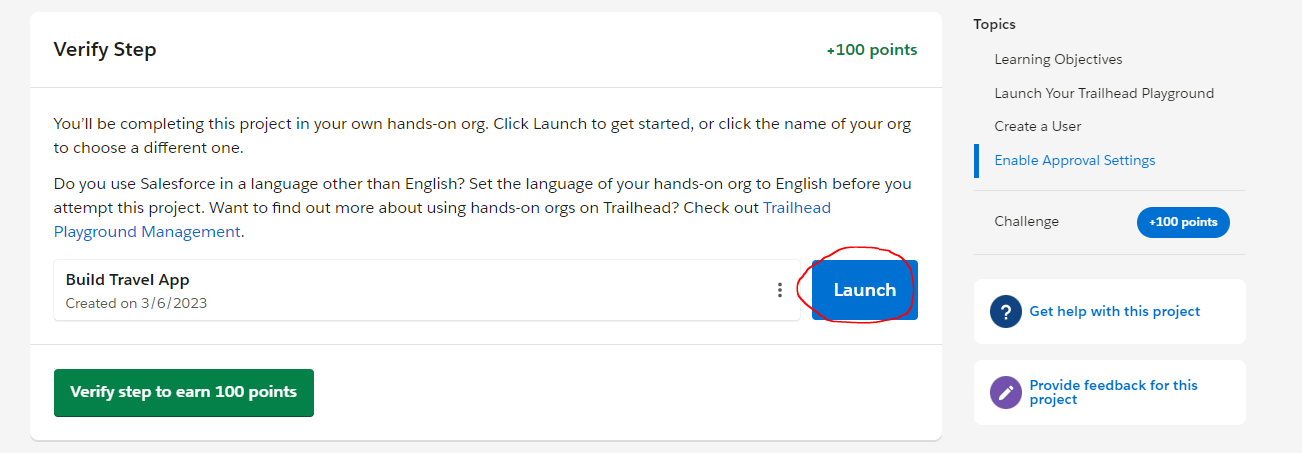 Verify Step
+100 points
You'll be completing this project in your own hands-on org. Click Launch to get started, or click the name of your org
to choose a different one.
Do you use Salesforce in a language other than English? Set the language of your hands-on org to English before you
attempt this project. Want to find out more about using hands-on orgs on Trailhead? Check out Trailhead
Playground Management.
Build Travel App
Created on 3/6/2023
Launch
Verify step to earn 100 points
Topics
Learning Objectives
Launch Your Trailhead Playground
Create a User
Enable Approval Settings
Challenge
+100 points
?
Get help with this project
Provide feedback for this
project